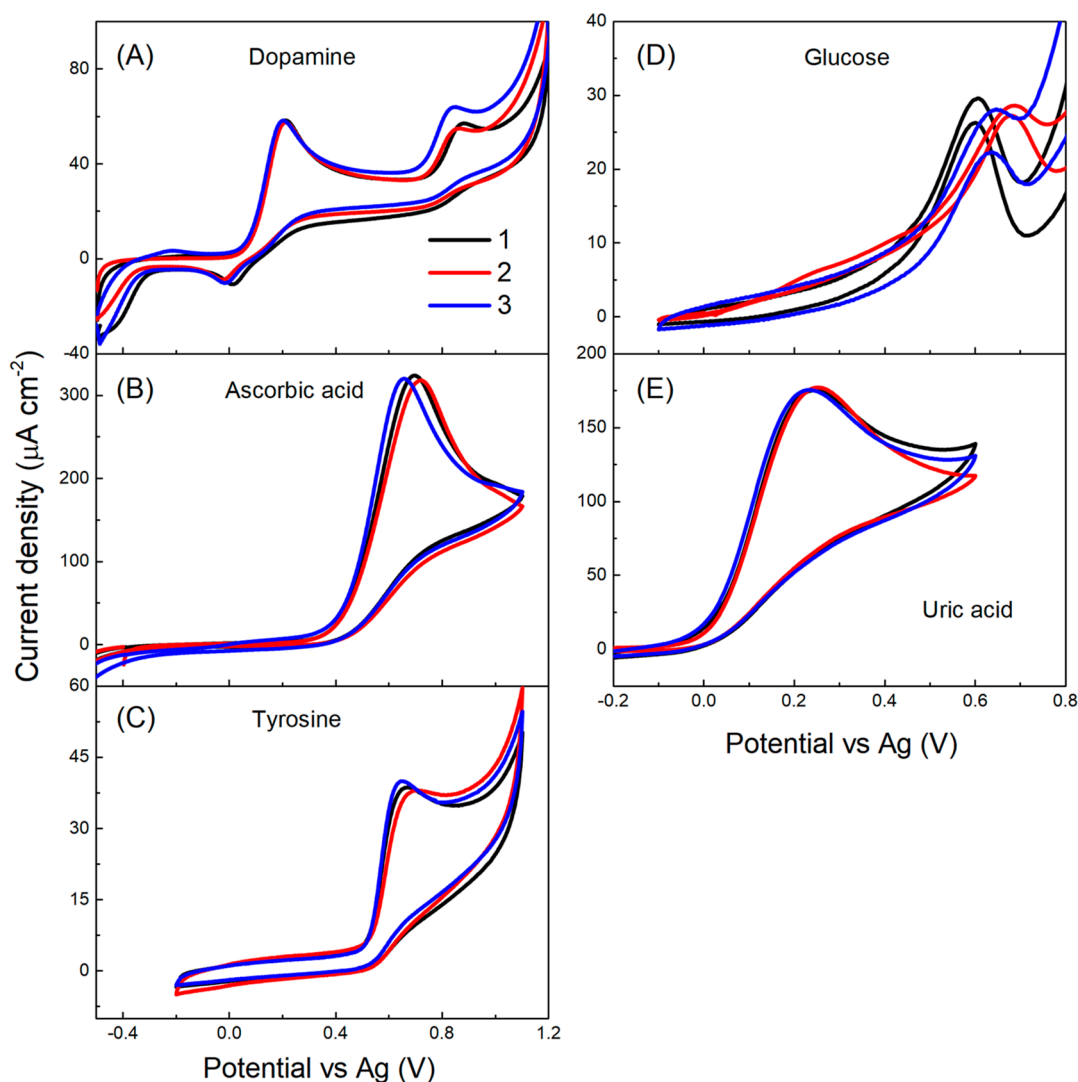 (A)
Dopamine
80
40
0
-40
1
2
3
(B)
Ascorbic acid
300
200
100
0
(C)
Tyrosine
60
45
30
15
0
-0.4
0.0
0.4
0.8
1.2
Potential vs Ag (V)
Current density (μA cm-2)
(D)
Glucose
40
30
20
10
0
(E)
Uric acid
200
150
100
50
0
-0.2
0.0
0.2
0.4
0.6
0.8
Potential vs Ag (V)